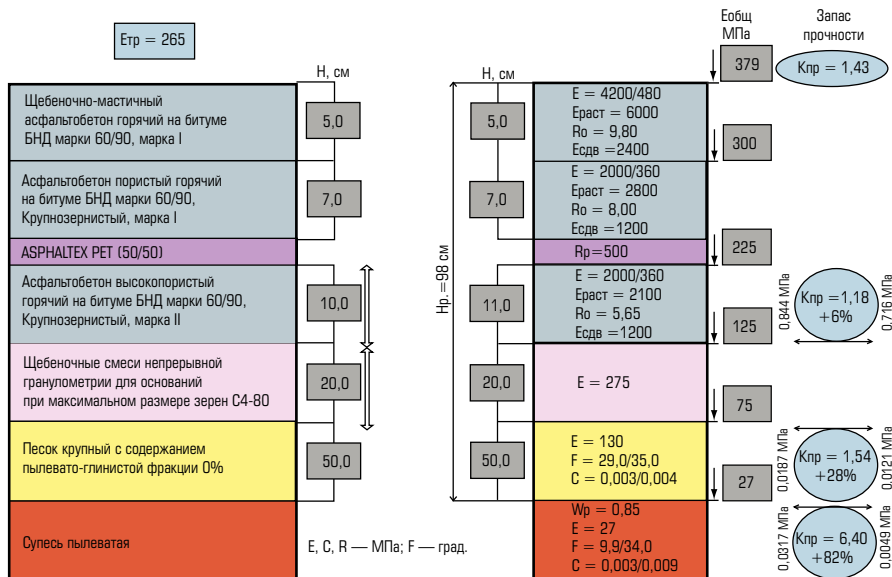 Eтр = 265
Н, см
Щебеночно-мастичный
асфальтобетон горячий на битуме
БНД марки 60/90, марка I
5,0
Асфальтобетон пористый горячий
на битуме БНД марки 60/90,
Крупнозернистый, марка I
7,0
ASPHALTEX PET (50/50)
Асфальтобетон высокопористый
горячий на битуме БНД марки 60/90,
Крупнозернистый, марка II
10,0
Щебеночные смеси непрерывной
гранулометрии для оснований
при максимальном размере зерен С4-80
20,0
Песок крупный с содержанием
пылевато-глинистой фракции 0%
50,0
Супесь пылеватая
E, C, R — МПа; F — град.
Нр.=98 см
Н, см
5,0
7,0
11,0
20,0
50,0
E = 4200/480
Eраст = 6000
Ro = 9,80
Eсдв = 2400
E = 2000/360
Eраст = 2800
Ro = 8,00
Eсдв = 1200
Rp=500
E = 2000/360
Eраст = 2100
Ro = 5,65
Eсдв = 1200
E = 275
E = 130
F = 29,0/35,0
C = 0,003/0,004
Wp = 0,85
E = 27
F = 9,9/34,0
C = 0,003/0,009
Eобщ
МПа
379
300
225
125
75
27
Запас
прочности
Кпр = 1,43
0,844 МПа
Кпр = 1,18
+6%
0,716 МПа
0,0187 МПа
Кпр = 1,54
+28%
0,0121 МПа
0,0317 МПа
Кпр = 6,40
+82%
0,0049 МПа